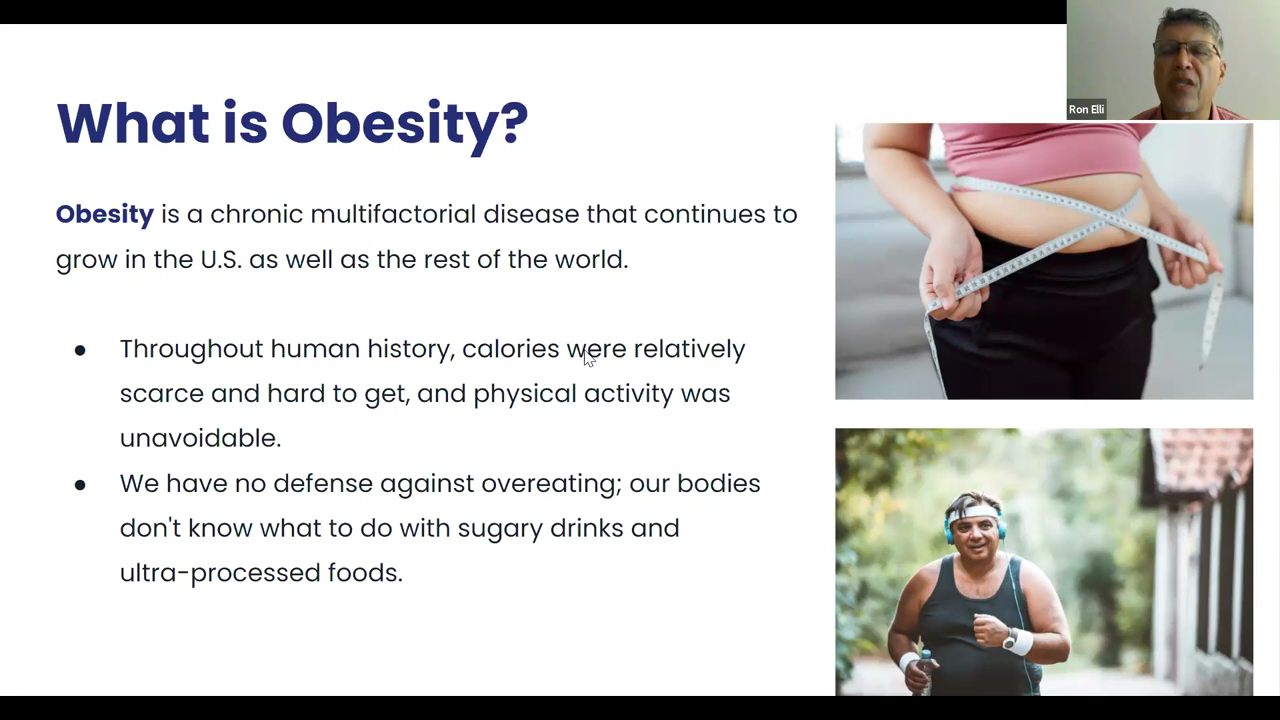 What is Obesity?
Ron Elli
Obesity is a chronic multifactorial disease that continues to
grow in the U.S. as well as the rest of the world.
● Throughout human history, calories were relatively
scarce and hard to get, and physical activity was
unavoidable.
● We have no defense against overeating; our bodies
don't know what to do with sugary drinks and
ultra-processed foods.